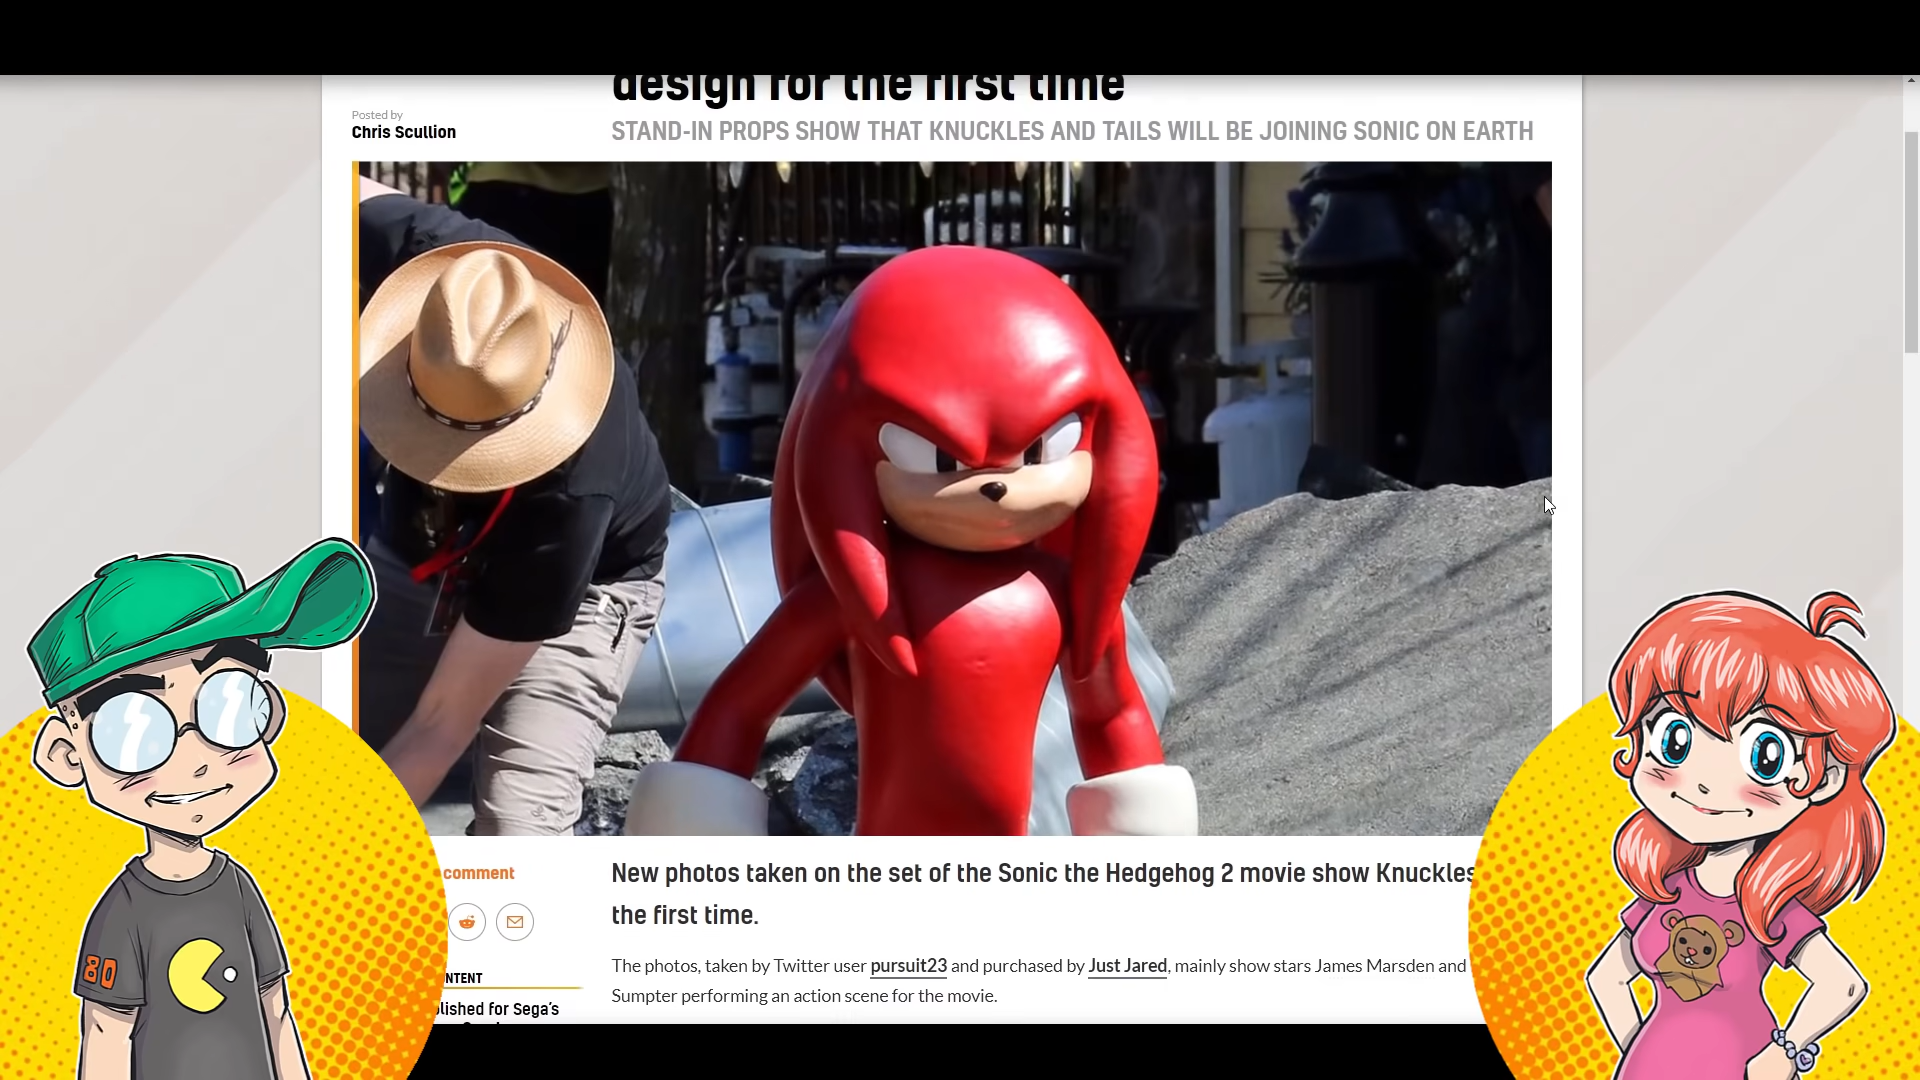 design for the first time
Posted by
Chris Scullion
STAND-IN PROPS SHOW THAT KNUCKLES AND TAILS WILL BE JOINING SONIC ON EARTH
comment
New photos taken on the set of the Sonic the Hedgehog 2 movie show Knuckles
the first time.
The photos, taken by Twitter user pursuit23 and purchased by Just Jared, mainly show stars James Marsden and
Sumpter performing an action scene for the movie.
NTENT
lished for Sega's
80